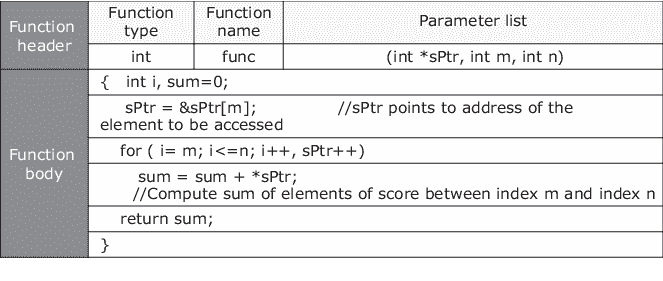 Function header
Function type
Function name
Parameter list
int
func
(int *sPtr, int m, int n)
Function body
{ int i, sum=0;
sPtr = &sPtr[m]; //sPtr points to address of the
element to be accessed
for ( i= m; i<=n; i++, sPtr++)
sum = sum + *sPtr;
//Compute sum of elements of score between index m and index n
return sum;
}